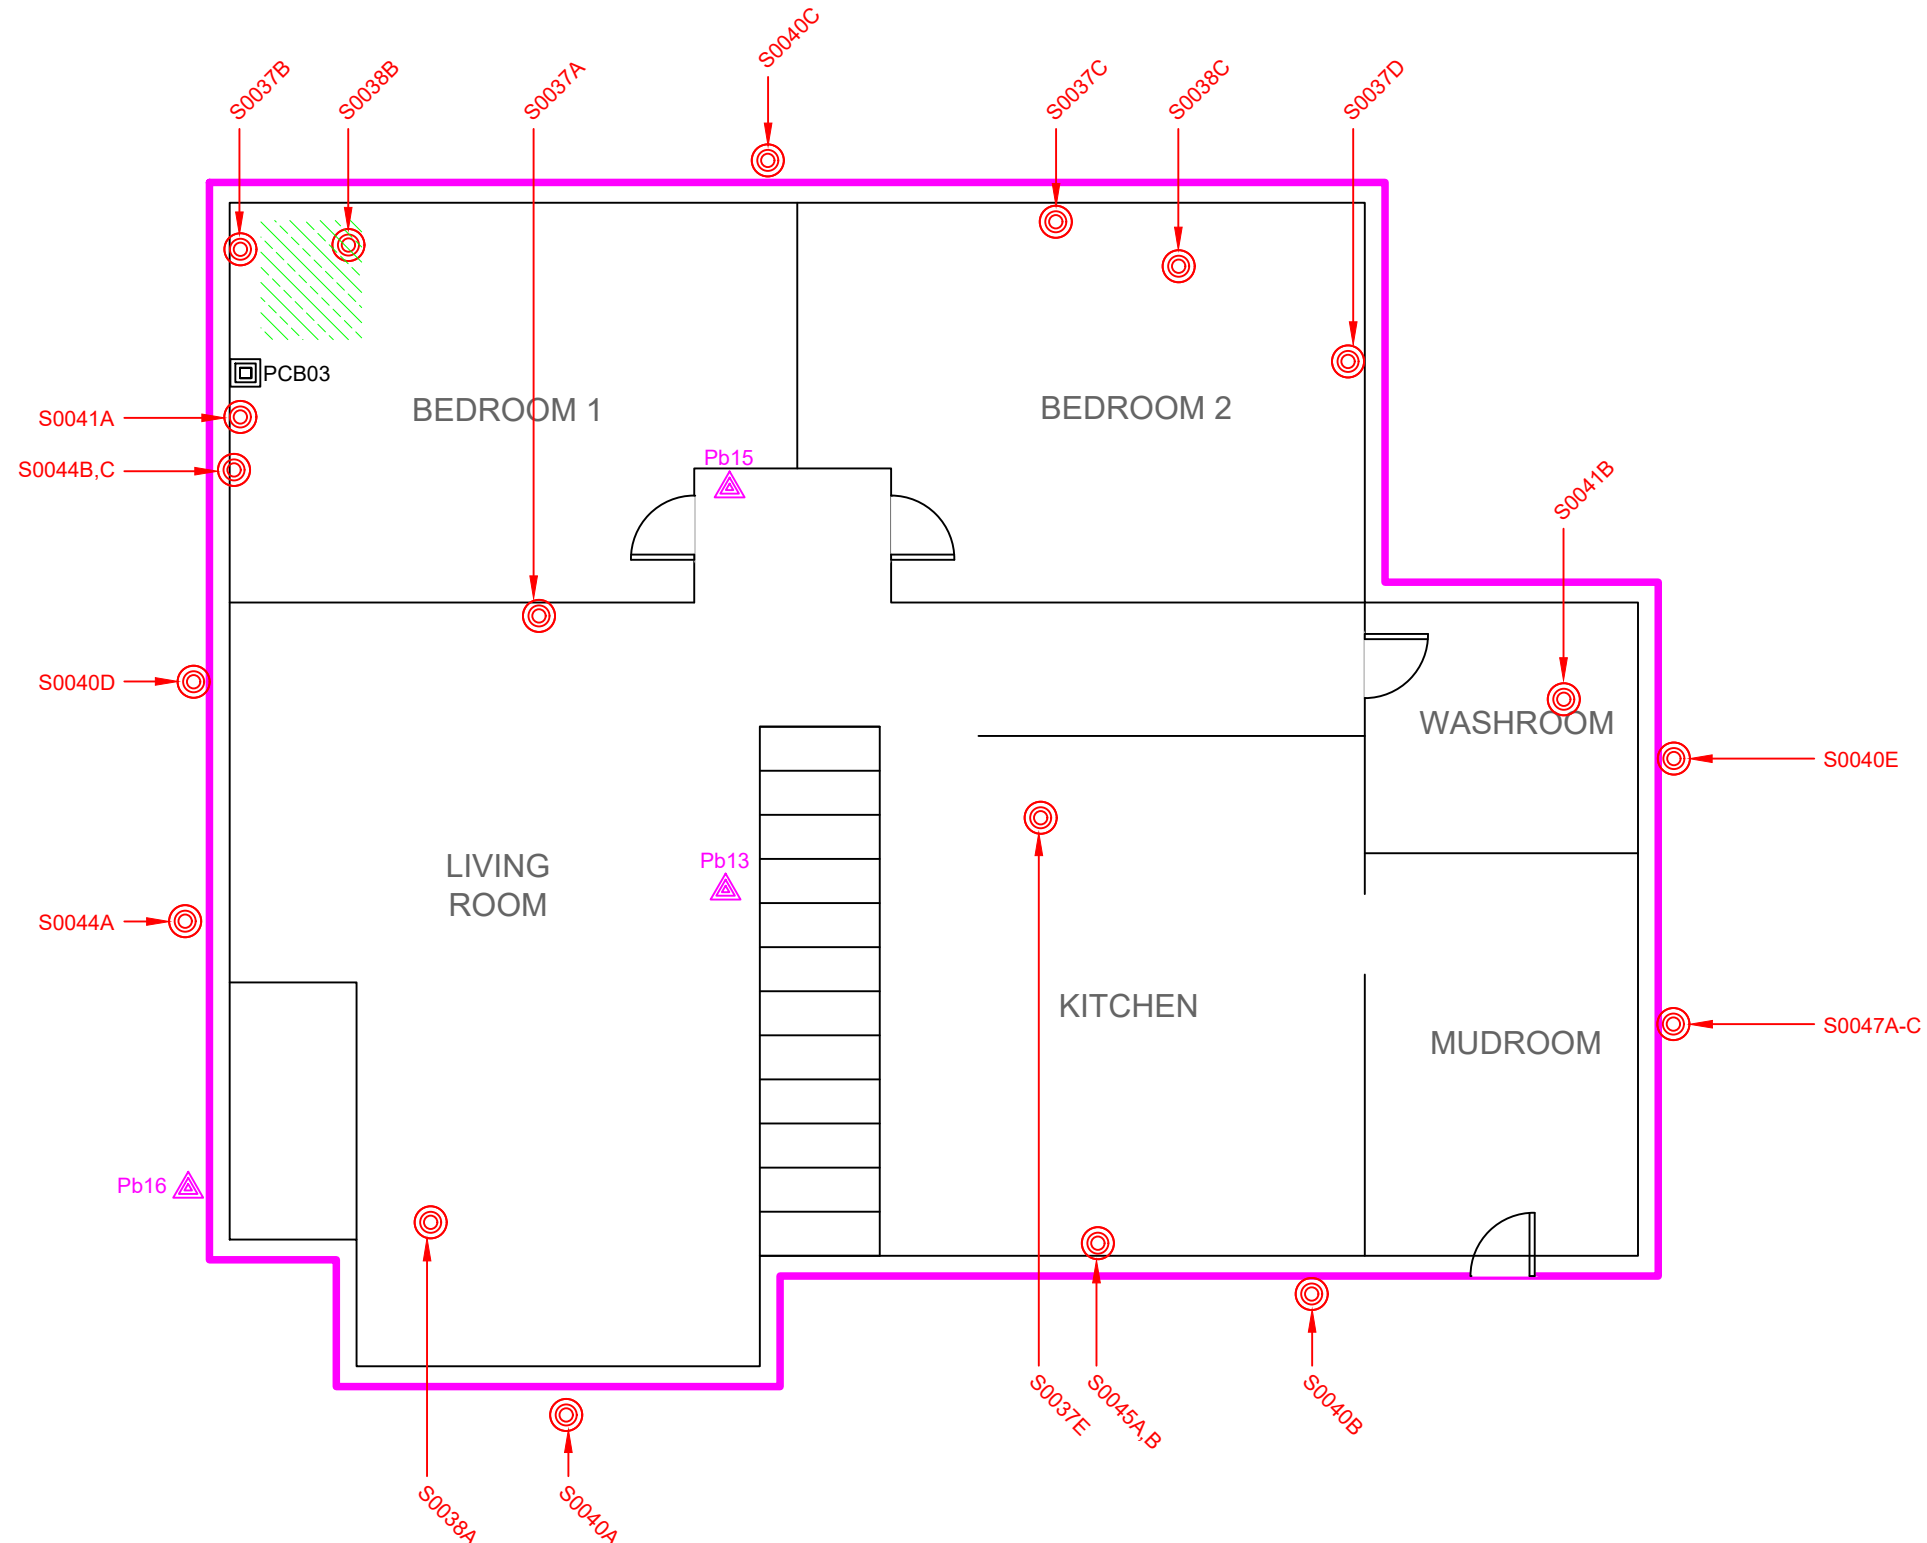 S0040C
S0037B
S0038B
S0037A
S0037C
S0038C
S0037D
PCB03
BEDROOM 1
BEDROOM 2
S0041A
S0044B,C
Pb15
S0041B
S0040D
WASHROOM
S0040E
LIVING
ROOM
Pb13
S0044A
KITCHEN
MUDROOM
S0047A-C
Pb16
S0037E
S0045A,B
S0040B
S0038A
S0040A